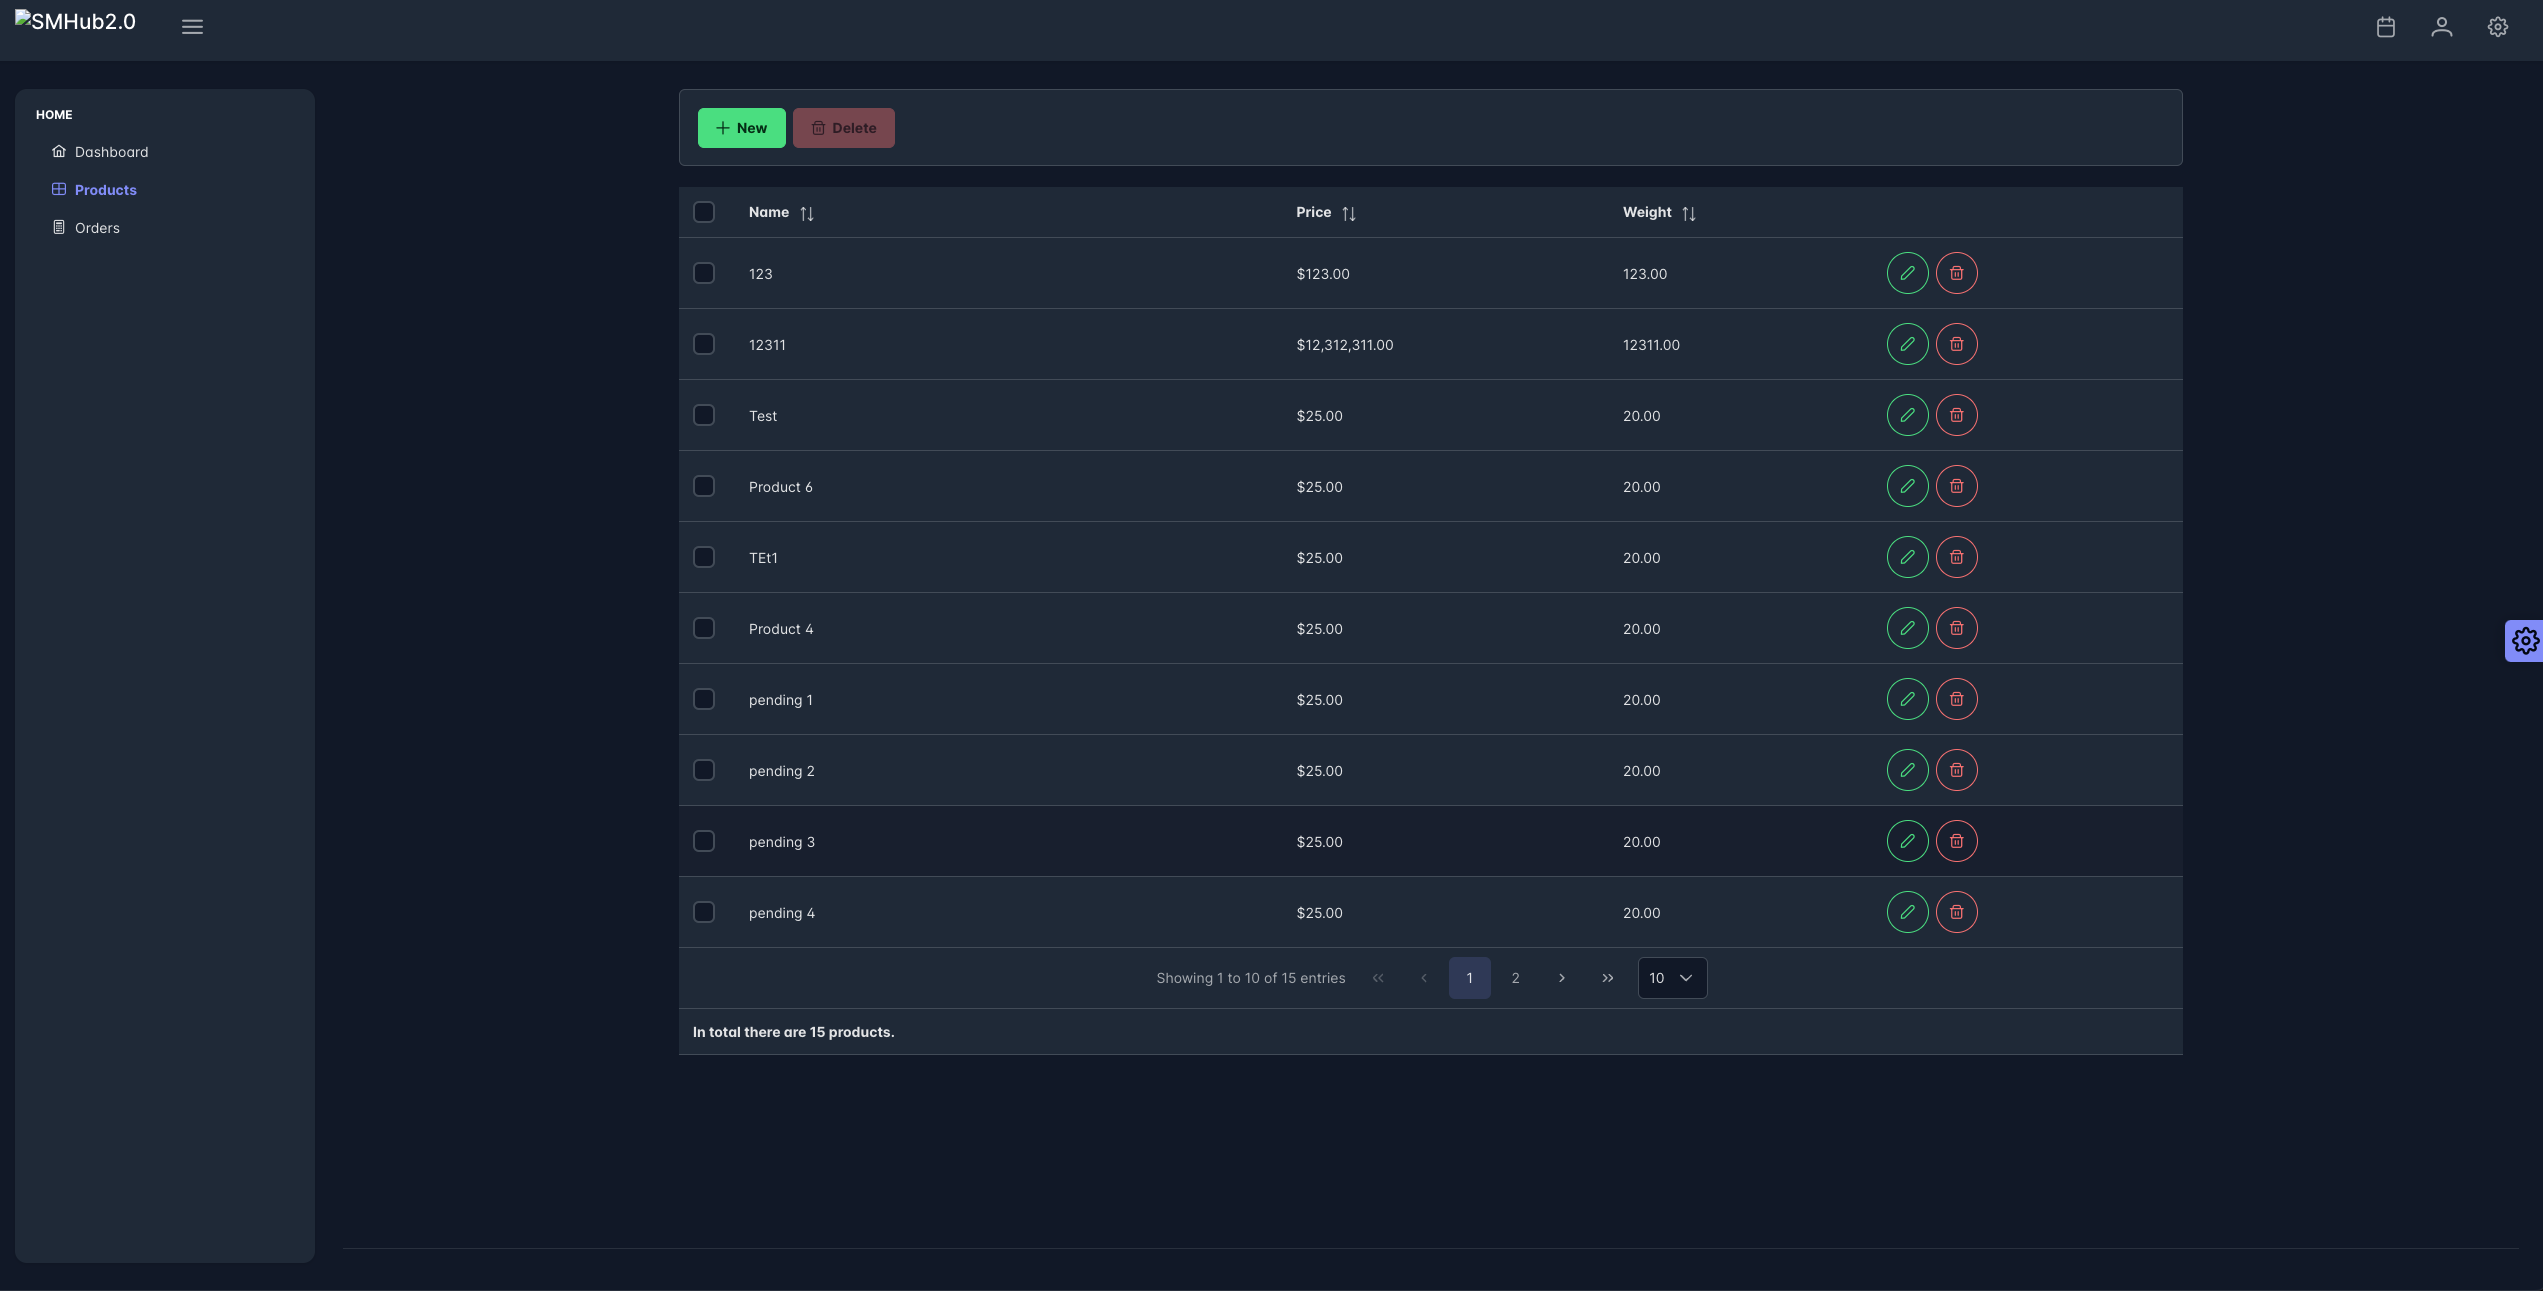 SMHub2.0
HOME
Dashboard
Products
Orders
New Delete
Name Price Weight
123 $123.00 123.00
12311 $12,312,311.00 12311.00
Test $25.00 20.00
Product 6 $25.00 20.00
TEt1 $25.00 20.00
Product 4 $25.00 20.00
pending 1 $25.00 20.00
pending 2 $25.00 20.00
pending 3 $25.00 20.00
pending 4 $25.00 20.00
Showing 1 to 10 of 15 entries 1 2 10
In total there are 15 products.